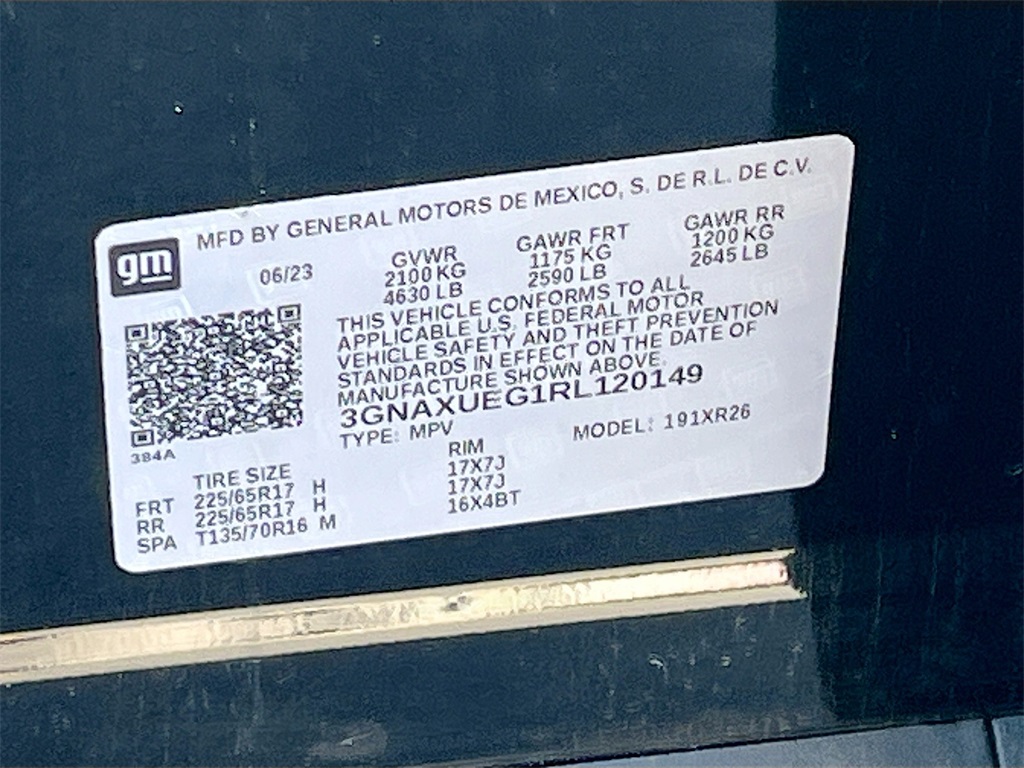 MFD BY GENERAL MOTORS DE MEXICO, S. DE R.L. DE C.V.
gm
06/23
GVWR GAWR FRT GAWR RR
2100 KG 1175 KG 1200 KG
4630 LB 2590 LB 2645 LB
THIS VEHICLE CONFORMS TO ALL
APPLICABLE U.S. FEDERAL MOTOR
VEHICLE SAFETY AND THEFT PREVENTION
STANDARDS IN EFFECT ON THE DATE OF
MANUFACTURE SHOWN ABOVE.
3GNAXUEG1RL120149
TYPE: MPV MODEL: 191XR26
384A
TIRE SIZE RIM
FRT 225/65R17 H 17X7J
RR 225/65R17 H 17X7J
SPA T135/70R16 M 16X4BT